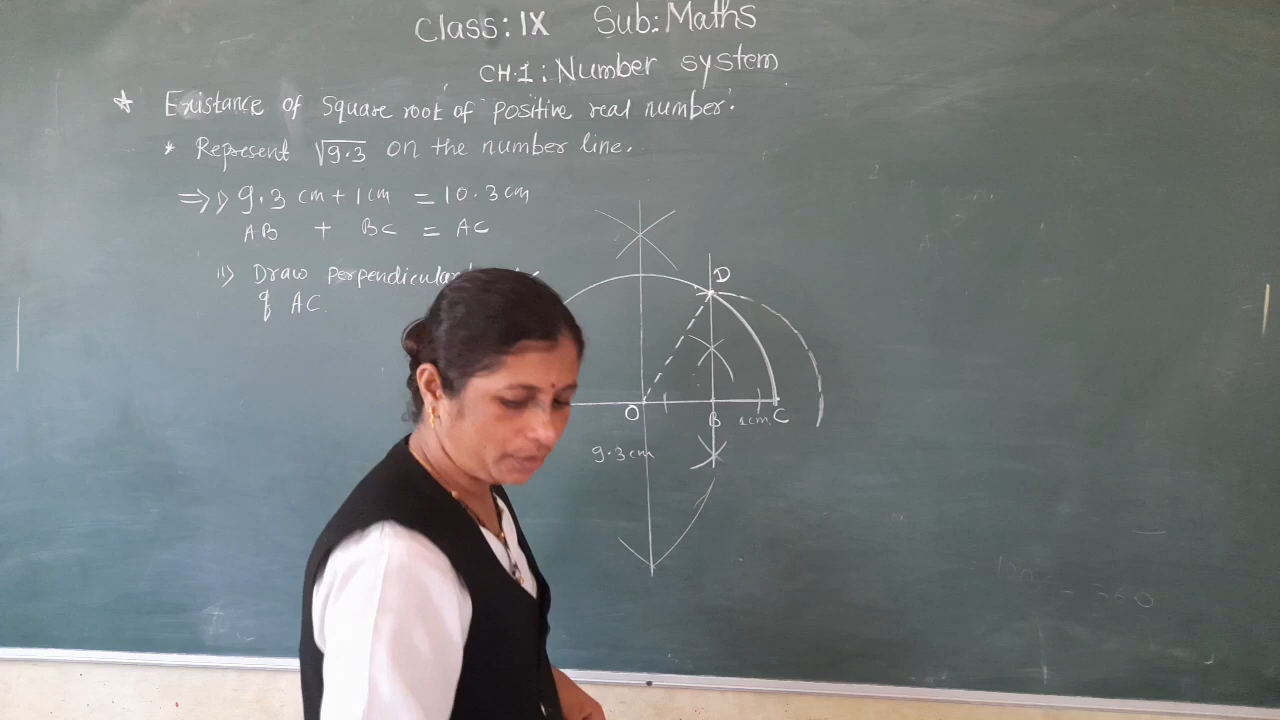 Class: IX Sub: Maths
CH.1: Number system
* Existance of square root of positive real number.
* Represent √9.3 on the number line.
⇒ i) 9.3 cm + 1 cm = 10.3 cm
AB + BC = AC
ii) Draw perpendicular
of AC.
D
O
B 1cm. C
9.3cm